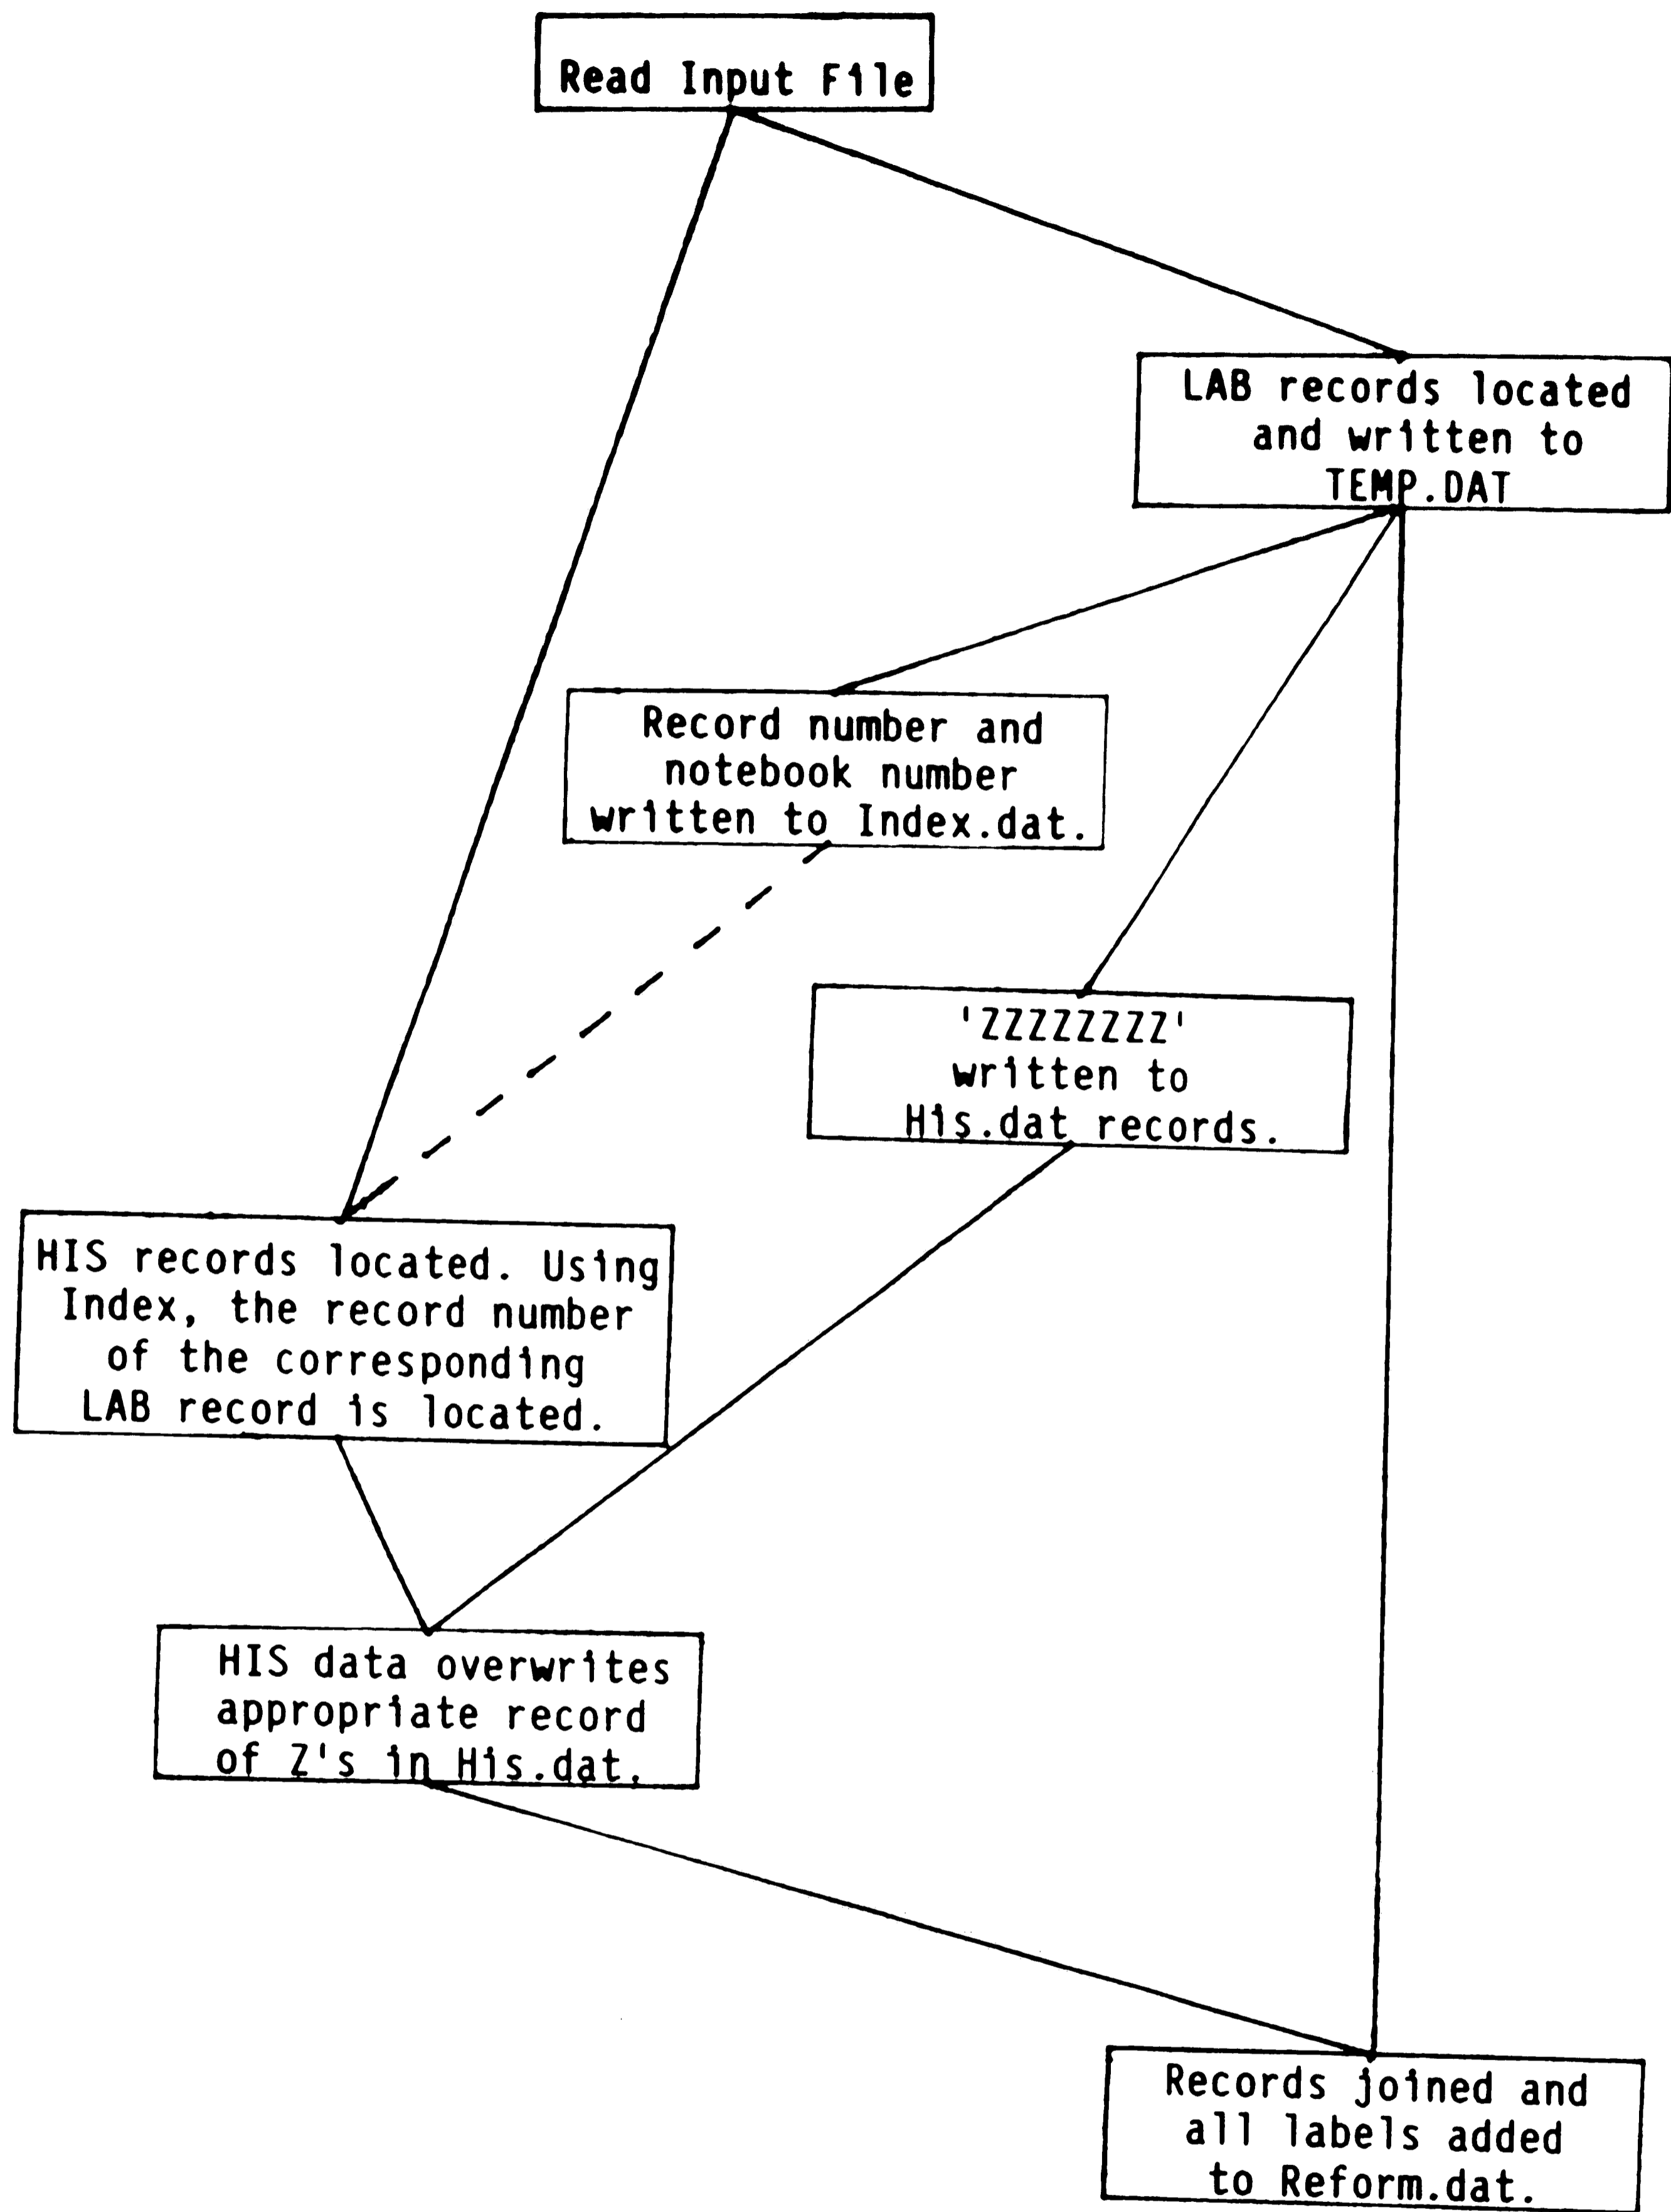 Read Input File
LAB records located
and written to
TEMP.DAT
Record number and
notebook number
written to Index.dat.
'ZZZZZZZZ'
written to
His.dat records.
HIS records located. Using
Index, the record number
of the corresponding
LAB record is located.
HIS data overwrites
appropriate record
of Z's in His.dat.
Records joined and
all labels added
to Reform.dat.